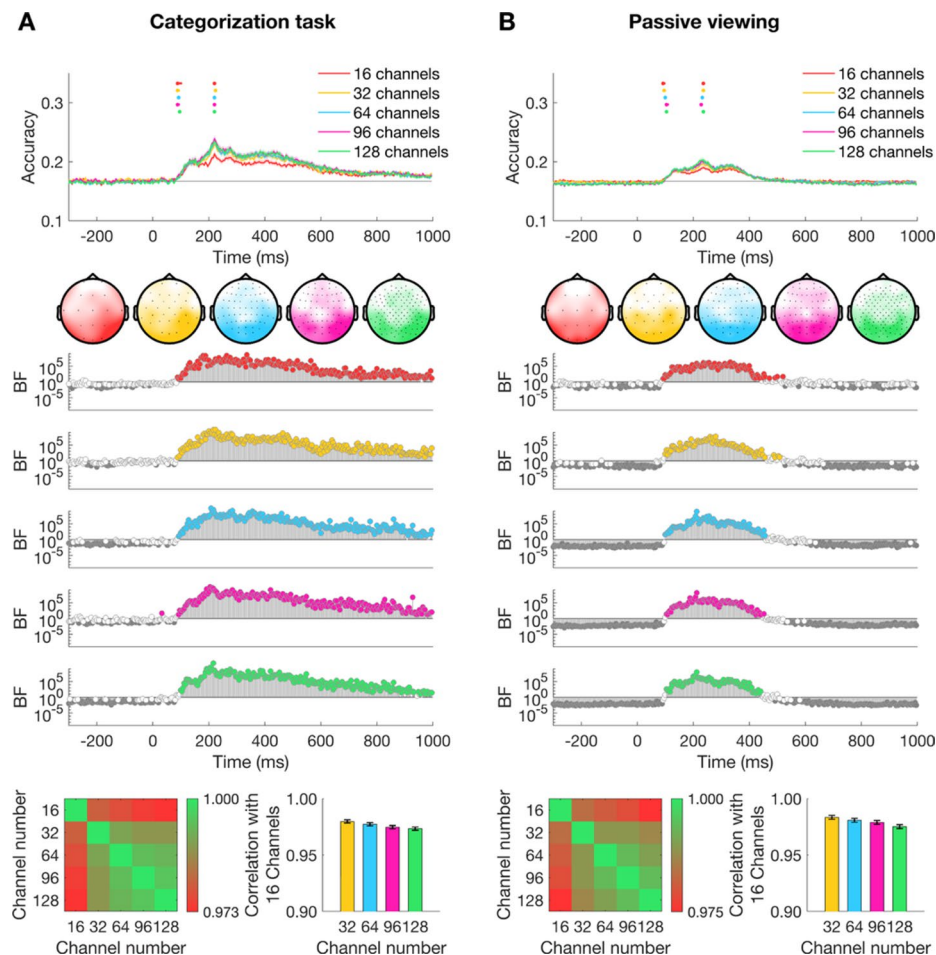 A
Categorization task
16 channels
32 channels
64 channels
96 channels
128 channels
Accuracy
0.3
0.2
0.1
-200 0 200 400 600 800 1000
Time (ms)
BF
10^5
10^0
10^-5
BF
10^5
10^0
10^-5
BF
10^5
10^0
10^-5
BF
10^5
10^0
10^-5
BF
10^5
10^0
10^-5
-200 0 200 400 600 800 1000
Time (ms)
Channel number
16
32
64
96
128
16 32 64 96 128
Channel number
1.000
0.973
Correlation with
16 Channels
1.00
0.95
0.90
32 64 96 128
Channel number
B
Passive viewing
16 channels
32 channels
64 channels
96 channels
128 channels
Accuracy
0.3
0.2
0.1
-200 0 200 400 600 800 1000
Time (ms)
BF
10^5
10^0
10^-5
BF
10^5
10^0
10^-5
BF
10^5
10^0
10^-5
BF
10^5
10^0
10^-5
BF
10^5
10^0
10^-5
-200 0 200 400 600 800 1000
Time (ms)
Channel number
16
32
64
96
128
16 32 64 96 128
Channel number
1.000
0.975
Correlation with
16 Channels
1.00
0.95
0.90
32 64 96 128
Channel number